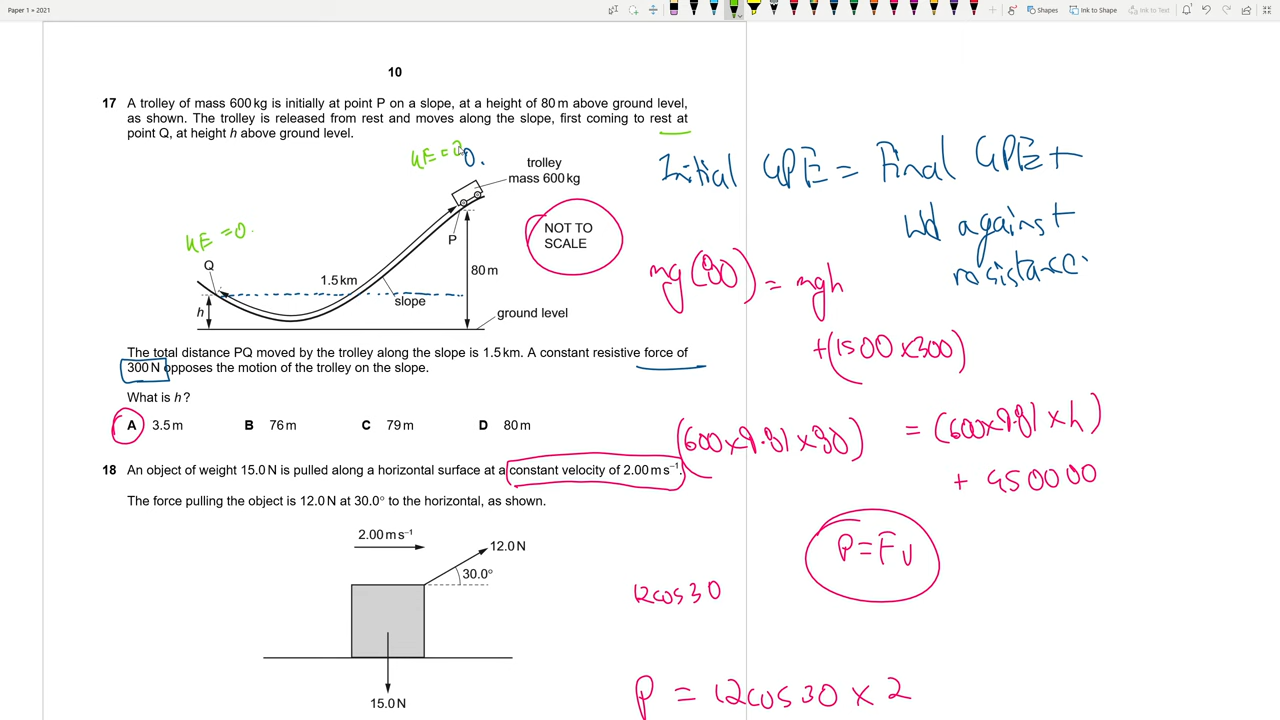 Paper 1 • 2021
Shapes
Ink to Shape
Ink to Text
10
17 A trolley of mass 600 kg is initially at point P on a slope, at a height of 80 m above ground level,
as shown. The trolley is released from rest and moves along the slope, first coming to rest at
point Q, at height h above ground level.
KE = 0.
trolley
mass 600 kg
Initial GPE = Final GPE +
Wd against
resistance.
NOT TO
SCALE
P
KE = 0.
Q
1.5 km
80 m
slope
h
ground level
mg(80) = mgh
+(1500 x 300)
The total distance PQ moved by the trolley along the slope is 1.5 km. A constant resistive force of
300 N opposes the motion of the trolley on the slope.
What is h?
A 3.5 m B 76 m C 79 m D 80 m
(600 x 9.81 x 80) = (600 x 9.81 x h)
+ 450000
18 An object of weight 15.0 N is pulled along a horizontal surface at a constant velocity of 2.00 m s⁻¹.
The force pulling the object is 12.0 N at 30.0° to the horizontal, as shown.
2.00 m s⁻¹
12.0 N
30.0°
P = Fv
12cos30
15.0 N
P = 12cos30 x 2